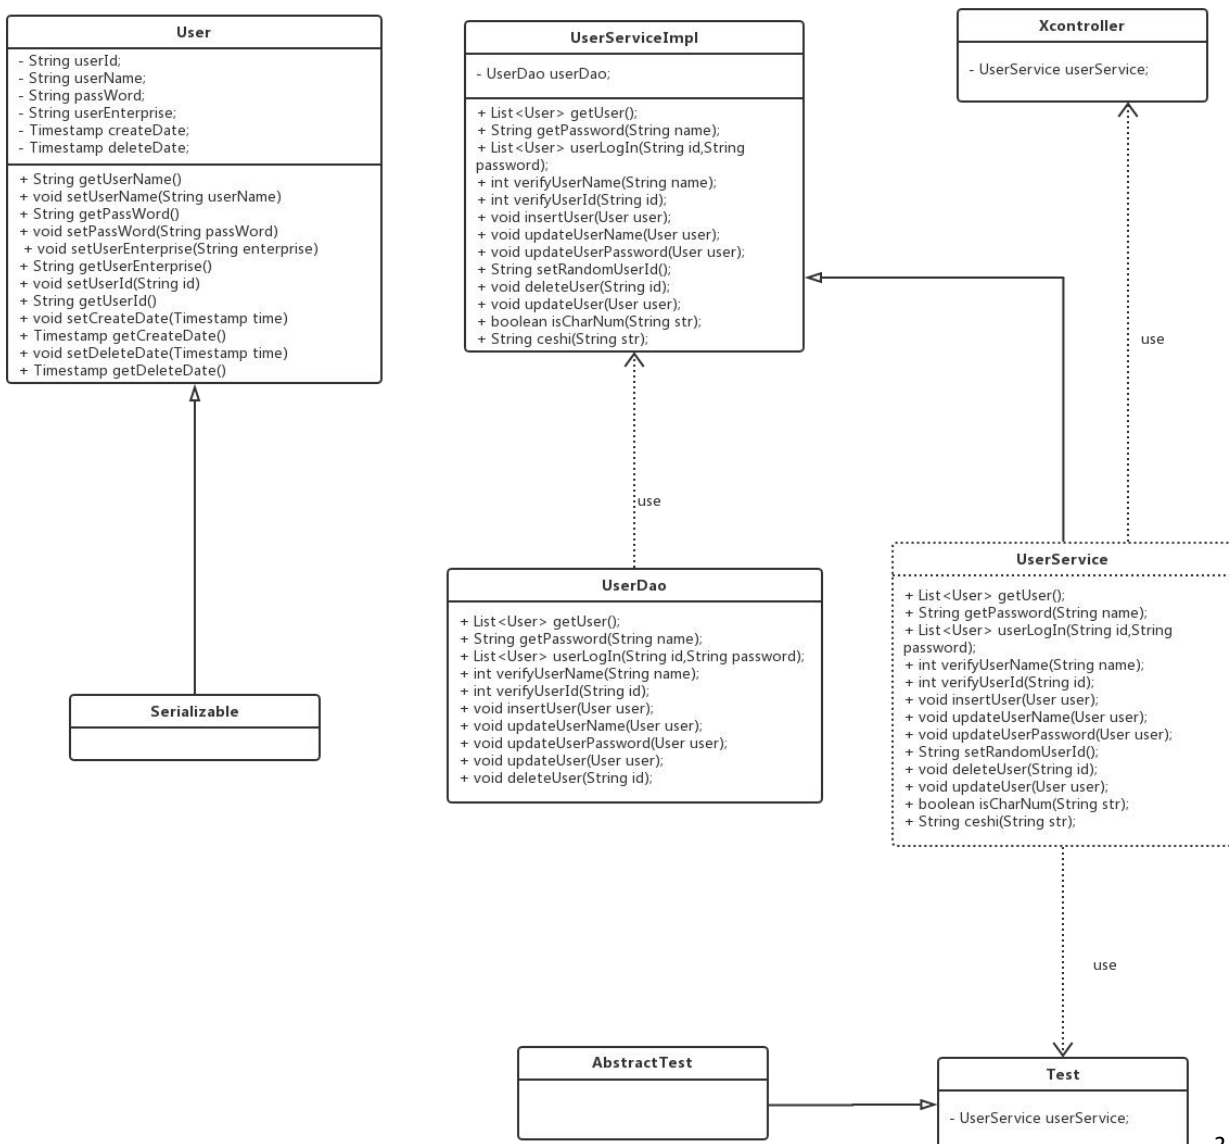 User
- String userId;
- String userName;
- String passWord;
- String userEnterprise;
- Timestamp createDate;
- Timestamp deleteDate;
+ String getUserName()
+ void setUserName(String userName)
+ String getPassWord()
+ void setPassWord(String passWord)
+ void setUserEnterprise(String enterprise)
+ String getUserEnterprise()
+ void setUserId(String id)
+ String getUserId()
+ void setCreateDate(Timestamp time)
+ Timestamp getCreateDate()
+ void setDeleteDate(Timestamp time)
+ Timestamp getDeleteDate()
UserServiceImpl
- UserDao userDao;
+ List<User> getUser();
+ String getPassword(String name);
+ List<User> userLogIn(String id,String
password);
+ int verifyUserName(String name);
+ int verifyUserId(String id);
+ void insertUser(User user);
+ void updateUserName(User user);
+ void updateUserPassword(User user);
+ String setRandomUserId();
+ void deleteUser(String id);
+ void updateUser(User user);
+ boolean isCharNum(String str);
+ String ceshi(String str);
Xcontroller
- UserService userService;
use
use
Serializable
UserDao
+ List<User> getUser();
+ String getPassword(String name);
+ List<User> userLogIn(String id,String password);
+ int verifyUserName(String name);
+ int verifyUserId(String id);
+ void insertUser(User user);
+ void updateUserName(User user);
+ void updateUserPassword(User user);
+ void updateUser(User user);
+ void deleteUser(String id);
UserService
+ List<User> getUser();
+ String getPassword(String name);
+ List<User> userLogIn(String id,String
password);
+ int verifyUserName(String name);
+ int verifyUserId(String id);
+ void insertUser(User user);
+ void updateUserName(User user);
+ void updateUserPassword(User user);
+ String setRandomUserId();
+ void deleteUser(String id);
+ void updateUser(User user);
+ boolean isCharNum(String str);
+ String ceshi(String str);
use
AbstractTest
Test
- UserService userService;